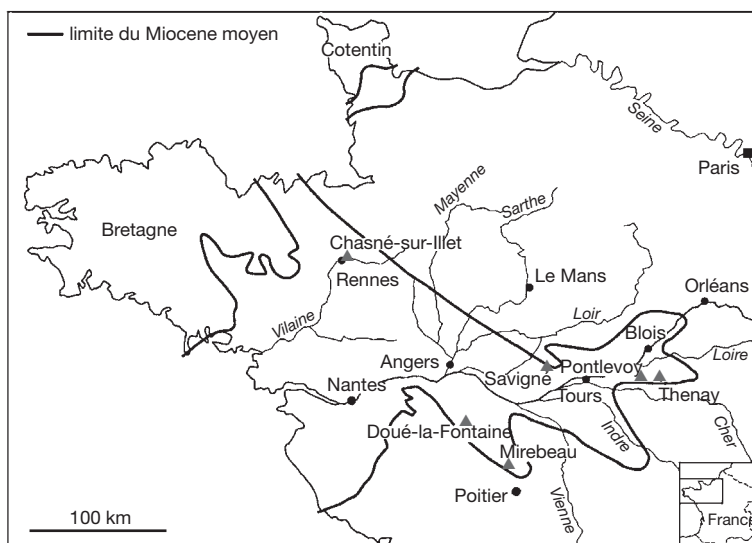 limite du Miocene moyen
Cotentin
Seine
Paris
Bretagne
Mayenne
Sarthe
Chasné-sur-Illet
Rennes
Le Mans
Orléans
Vilaine
Loir
Blois
Loire
Angers
Pontlevoy
Savigné
Nantes
Tours
Thenay
Doué-la-Fontaine
Indre
Cher
Mirebeau
Poitier
Vienne
100 km
France